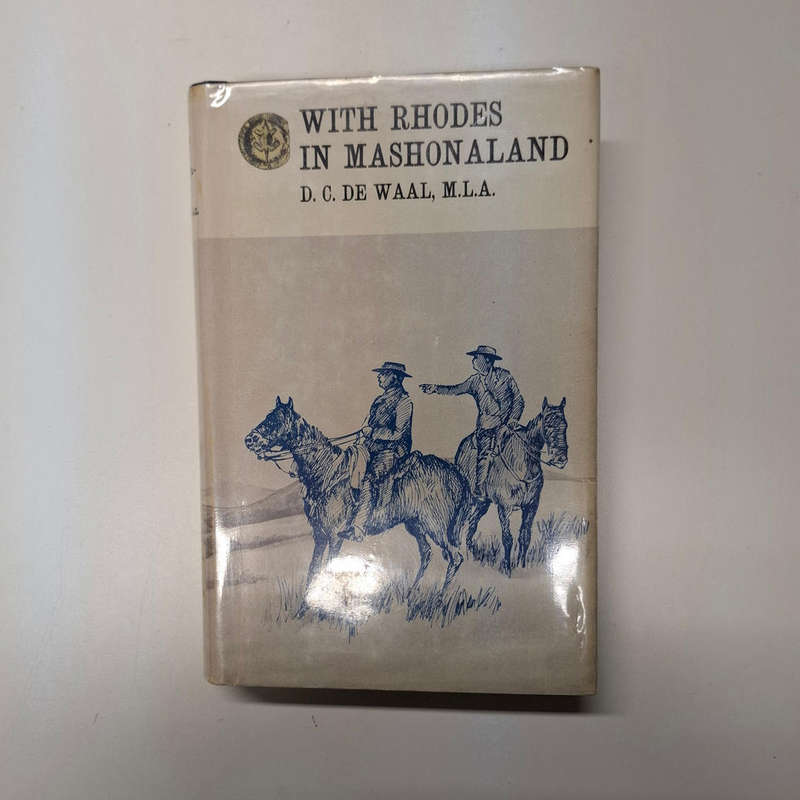 WITH RHODES
IN MASHONALAND
D. C. DE WAAL, M.L.A.